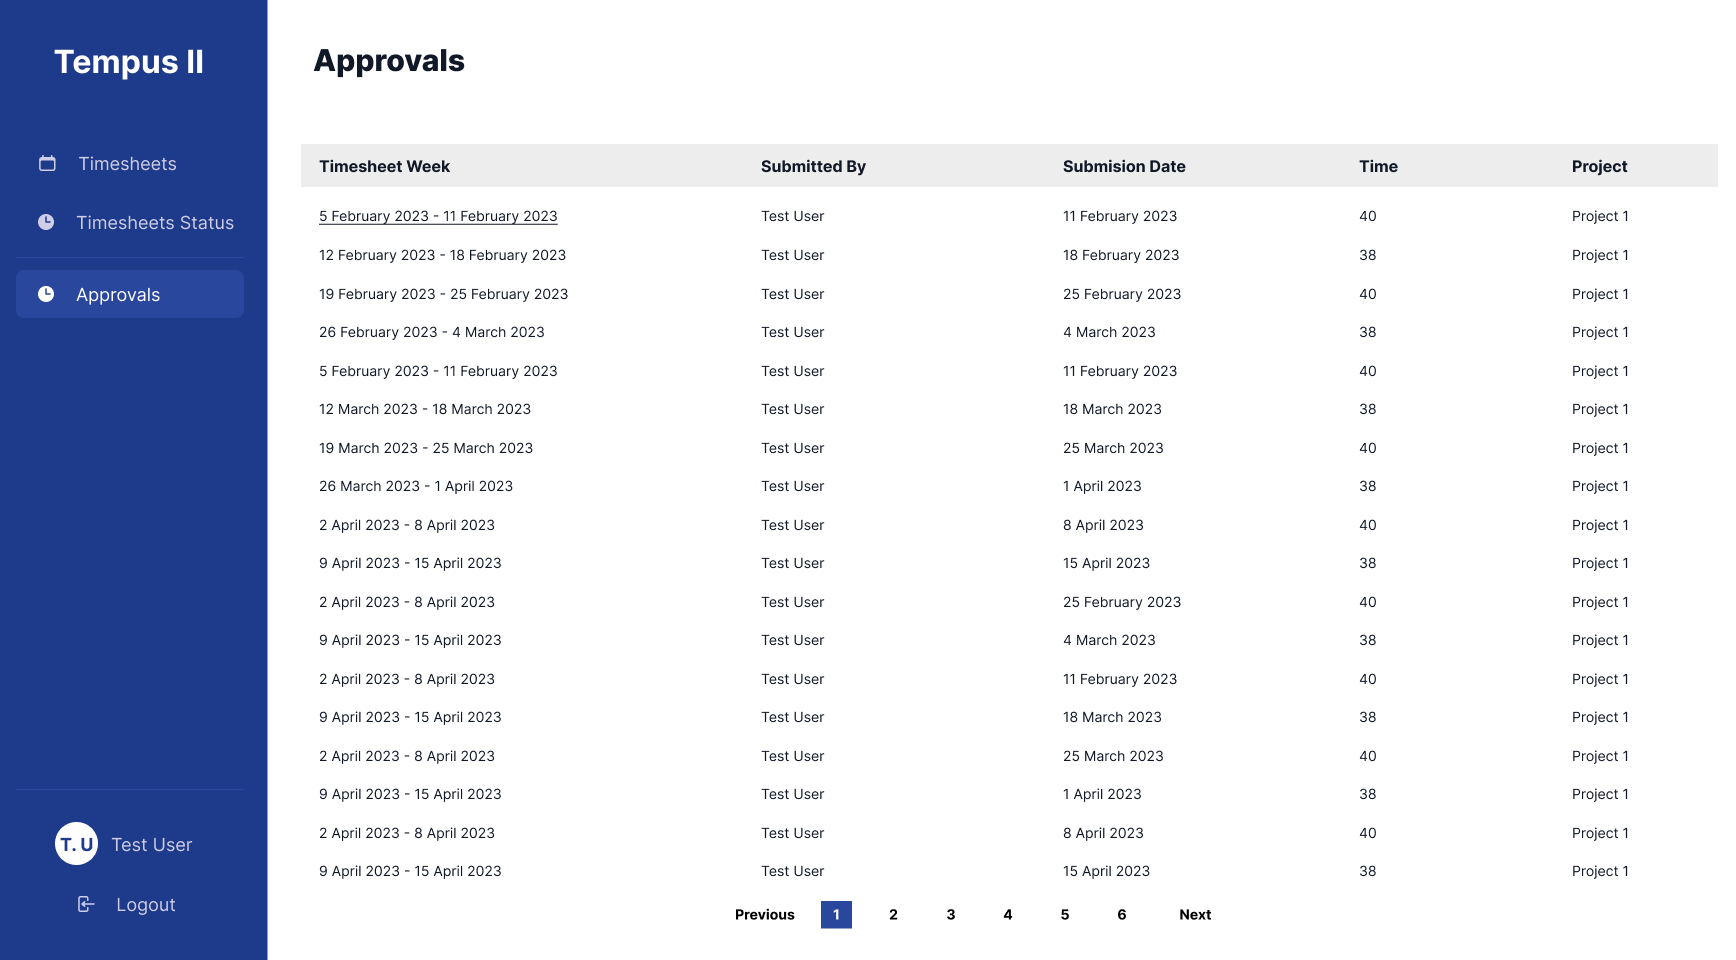 Tempus II
Timesheets
Timesheets Status
Approvals
T. U Test User
Logout
Approvals
Timesheet Week Submitted By Submision Date Time Project
5 February 2023 - 11 February 2023 Test User 11 February 2023 40 Project 1
12 February 2023 - 18 February 2023 Test User 18 February 2023 38 Project 1
19 February 2023 - 25 February 2023 Test User 25 February 2023 40 Project 1
26 February 2023 - 4 March 2023 Test User 4 March 2023 38 Project 1
5 February 2023 - 11 February 2023 Test User 11 February 2023 40 Project 1
12 March 2023 - 18 March 2023 Test User 18 March 2023 38 Project 1
19 March 2023 - 25 March 2023 Test User 25 March 2023 40 Project 1
26 March 2023 - 1 April 2023 Test User 1 April 2023 38 Project 1
2 April 2023 - 8 April 2023 Test User 8 April 2023 40 Project 1
9 April 2023 - 15 April 2023 Test User 15 April 2023 38 Project 1
2 April 2023 - 8 April 2023 Test User 25 February 2023 40 Project 1
9 April 2023 - 15 April 2023 Test User 4 March 2023 38 Project 1
2 April 2023 - 8 April 2023 Test User 11 February 2023 40 Project 1
9 April 2023 - 15 April 2023 Test User 18 March 2023 38 Project 1
2 April 2023 - 8 April 2023 Test User 25 March 2023 40 Project 1
9 April 2023 - 15 April 2023 Test User 1 April 2023 38 Project 1
2 April 2023 - 8 April 2023 Test User 8 April 2023 40 Project 1
9 April 2023 - 15 April 2023 Test User 15 April 2023 38 Project 1
Previous 1 2 3 4 5 6 Next